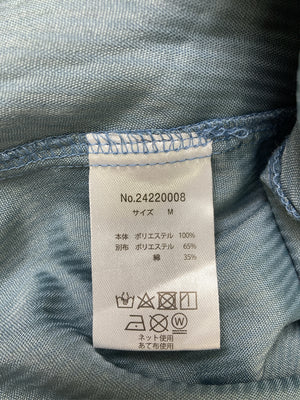 No.24220008
サイズ M
本体 ポリエステル 100%
別布 ポリエステル 65%
綿 35%
ネット使用
あて布使用